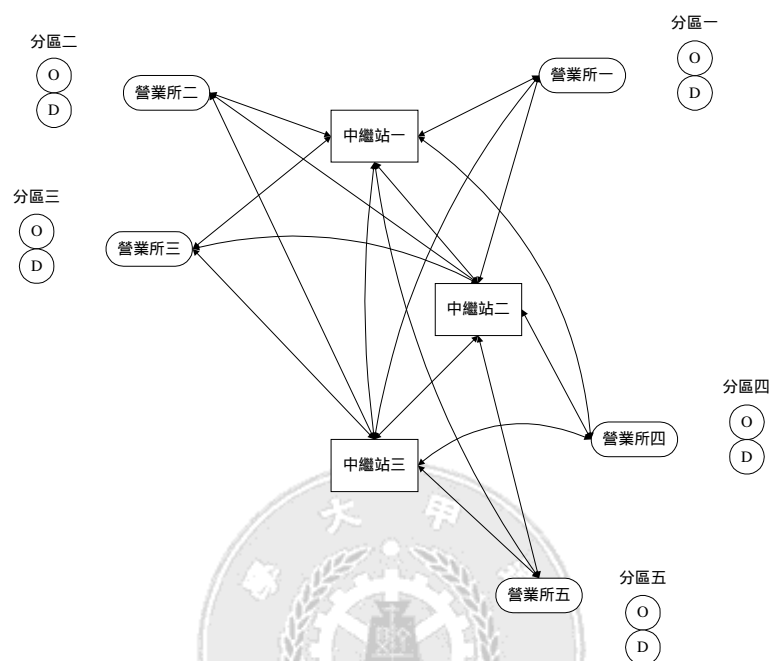 分區一
O
D
分區二
O
D
營業所一
營業所二
中繼站一
分區三
O
D
營業所三
中繼站二
分區四
O
D
營業所四
中繼站三
大 甲
分區五
O
D
營業所五